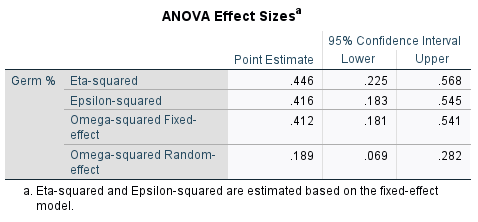 ANOVA Effect Sizesa
95% Confidence Interval
Point Estimate Lower Upper
Germ % Eta-squared .446 .225 .568
Epsilon-squared .416 .183 .545
Omega-squared Fixed- .412 .181 .541
effect
Omega-squared Random- .189 .069 .282
effect
a. Eta-squared and Epsilon-squared are estimated based on the fixed-effect
model.